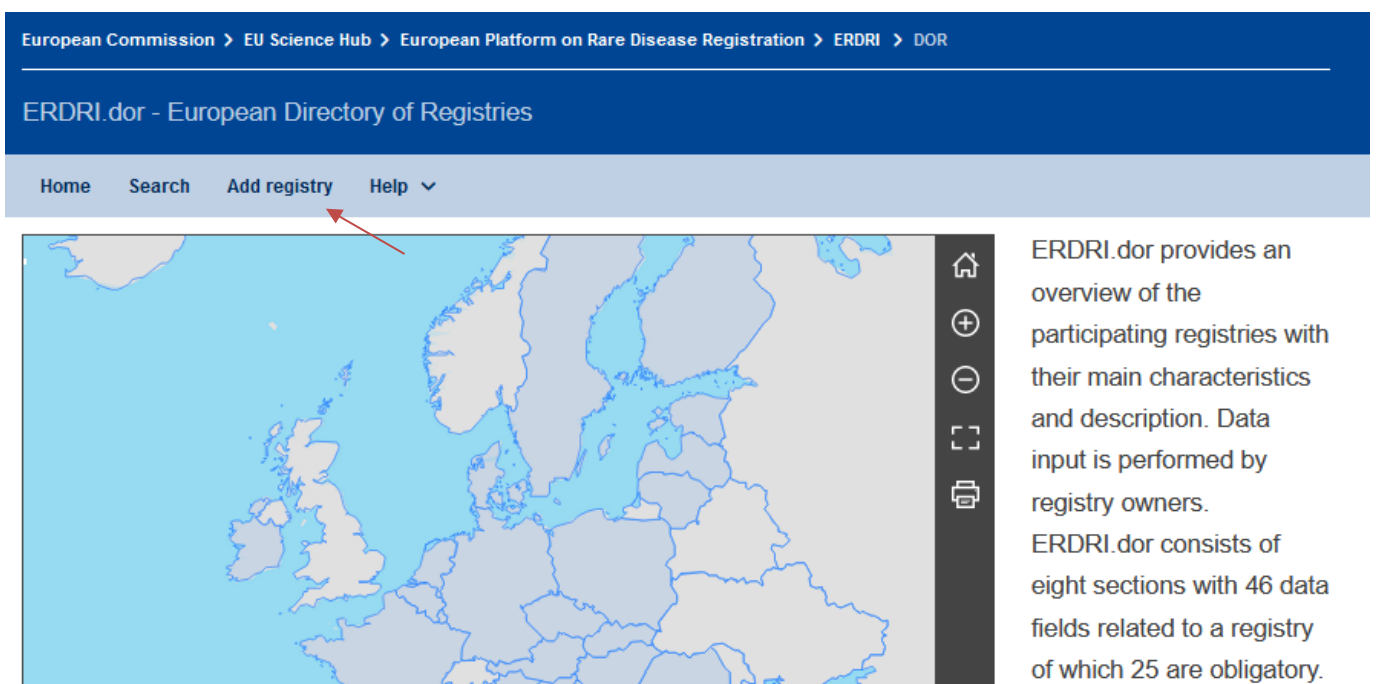 European Commission > EU Science Hub > European Platform on Rare Disease Registration > ERDRI > DOR
ERDRI.dor - European Directory of Registries
Home Search Add registry Help
ERDRI.dor provides an
overview of the
participating registries with
their main characteristics
and description. Data
input is performed by
registry owners.
ERDRI.dor consists of
eight sections with 46 data
fields related to a registry
of which 25 are obligatory.